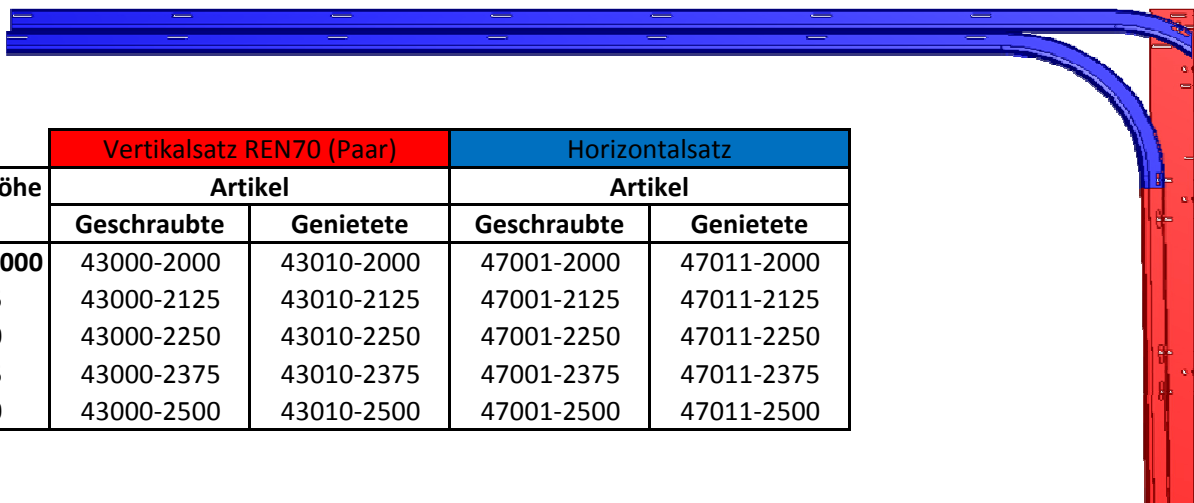 Vertikalsatz REN70 (Paar) Horizontalsatz
öhe Artikel Artikel
Geschraubte Genietete Geschraubte Genietete
000 43000-2000 43010-2000 47001-2000 47011-2000
43000-2125 43010-2125 47001-2125 47011-2125
43000-2250 43010-2250 47001-2250 47011-2250
43000-2375 43010-2375 47001-2375 47011-2375
43000-2500 43010-2500 47001-2500 47011-2500